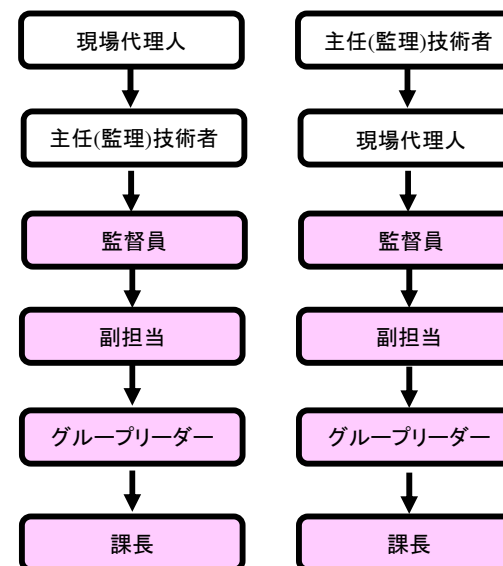 現場代理人
主任(監理)技術者
監督員
副担当
グループリーダー
課長
主任(監理)技術者
現場代理人
監督員
副担当
グループリーダー
課長